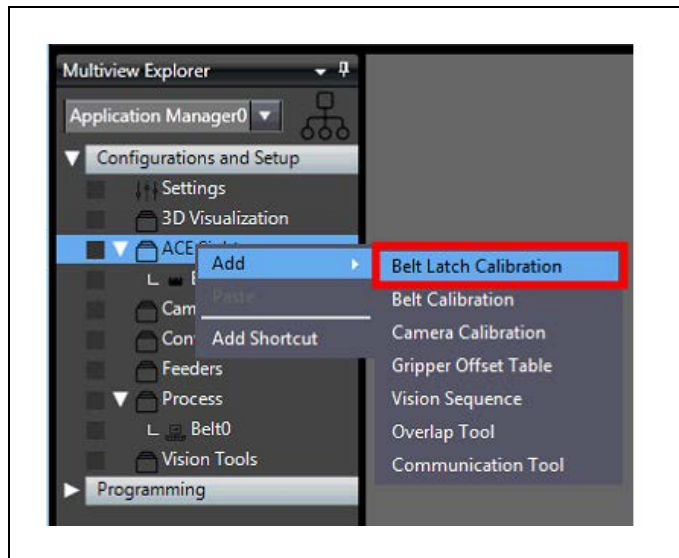 Multiview Explorer
Application Manager0
Configurations and Setup
Settings
3D Visualization
ACE
Add
Belt Latch Calibration
Paste
Belt Calibration
Cam
Add Shortcut
Camera Calibration
Con
Gripper Offset Table
Feeders
Vision Sequence
Process
Overlap Tool
Belt0
Communication Tool
Vision Tools
Programming